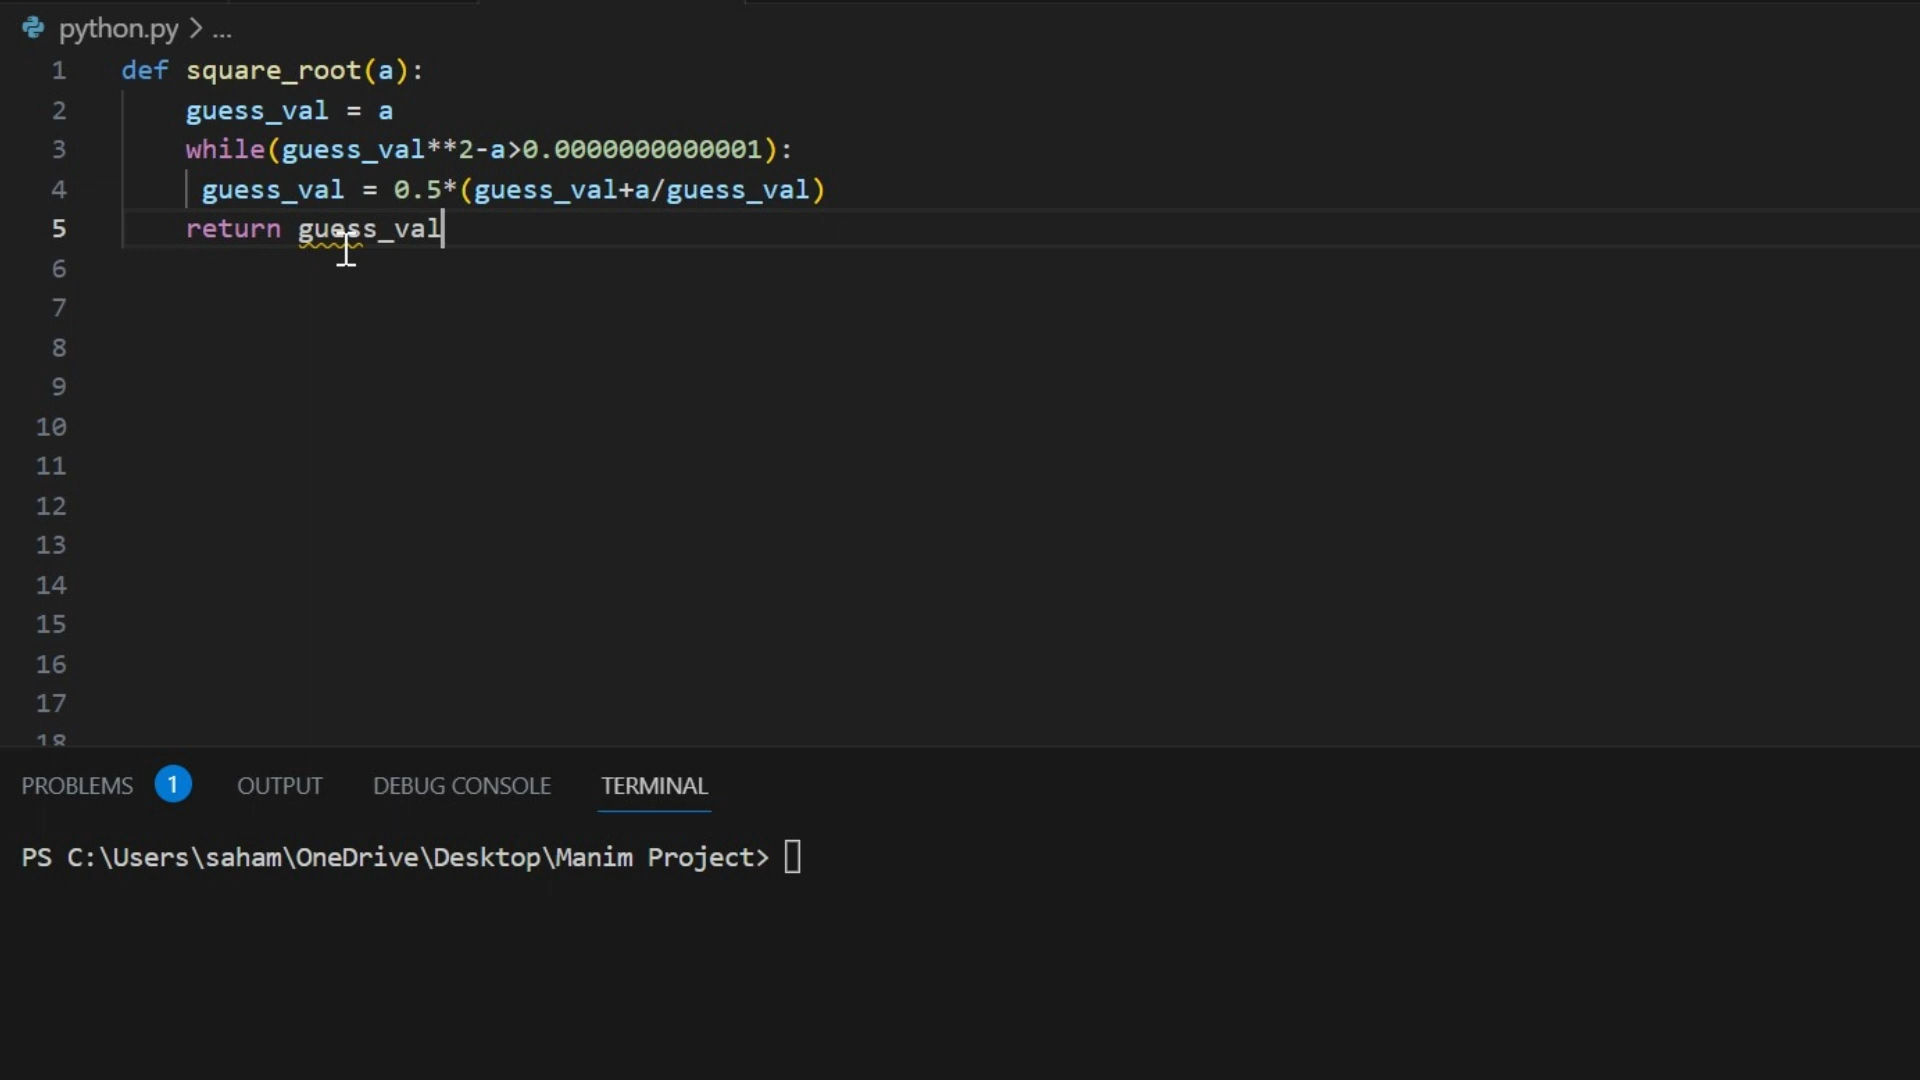 python.py > ...
1 def square_root(a):
2 guess_val = a
3 while(guess_val**2-a>0.0000000000001):
4 guess_val = 0.5*(guess_val+a/guess_val)
5 return guess_val
6
7
8
9
10
11
12
13
14
15
16
17
18
PROBLEMS 1 OUTPUT DEBUG CONSOLE TERMINAL
PS C:\Users\saham\OneDrive\Desktop\Manim Project>